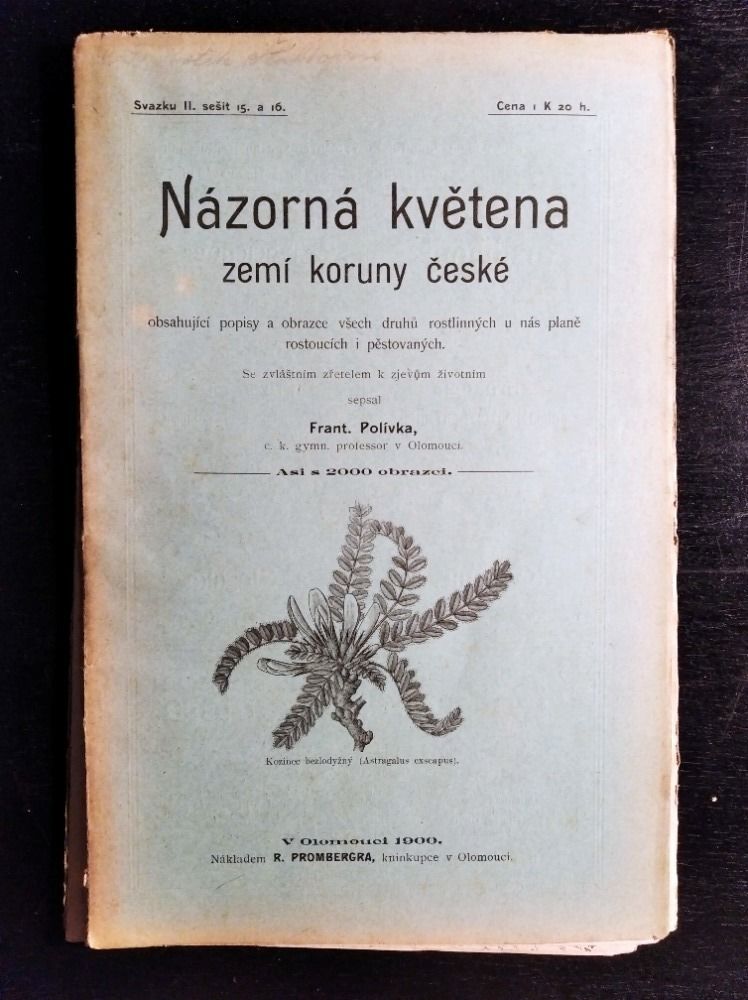 Svazku II. sešit 15. a 16.
Cena 1 K 20 h.
Názorná květena
zemí koruny české
obsahující popisy a obrazce všech druhů rostlinných u nás planě
rostoucích i pěstovaných.
Se zvláštním zřetelem k zjevům životním
sepsal
Frant. Polívka,
c. k. gymn. professor v Olomouci.
Asi s 2000 obrazci.
Kozinec bezlodyžný (Astragalus exscapus).
V Olomouci 1900.
Nákladem R. PROMBERGRA, knihkupce v Olomouci.